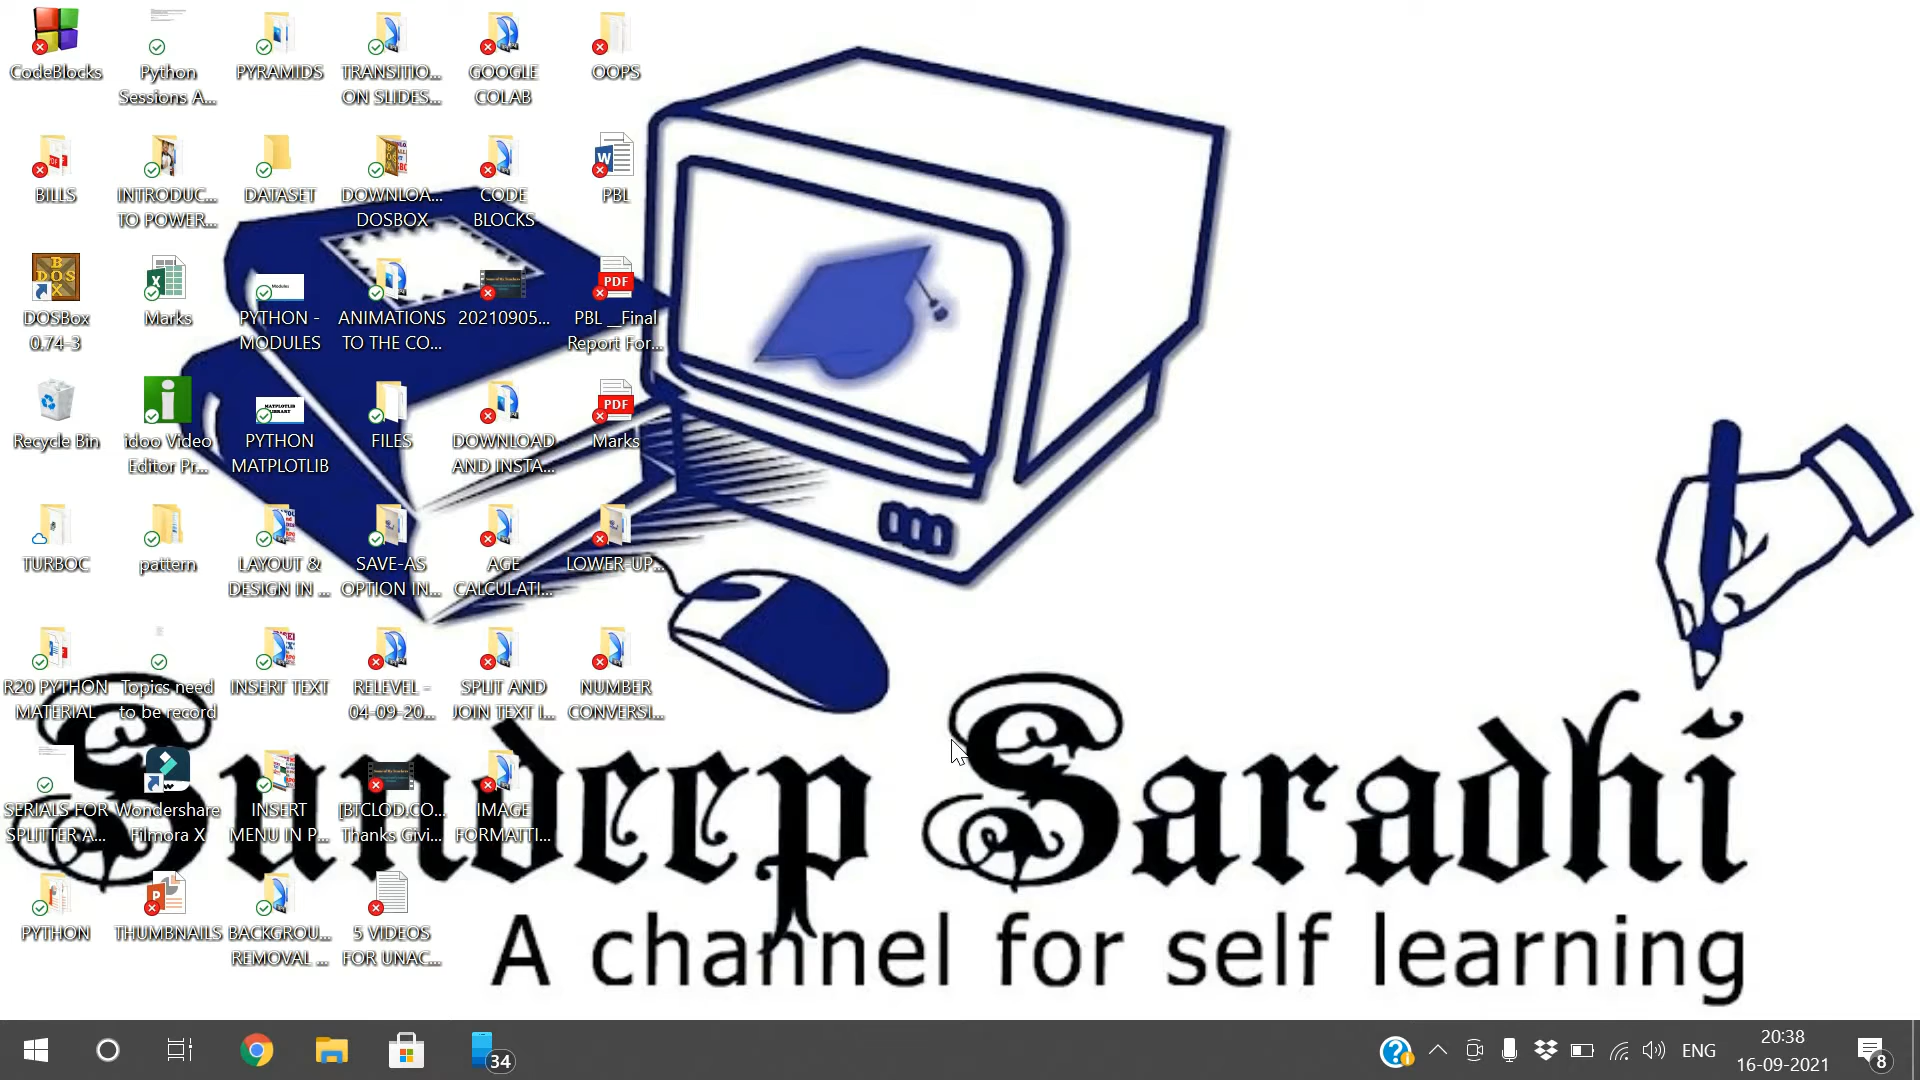 CodeBlocks
Python
Sessions A...
PYRAMIDS
TRANSITIO...
ON SLIDES...
GOOGLE
COLAB
OOPS
BILLS
INTRODUC...
TO POWER...
DATASET
DOWNLOA...
DOSBOX
CODE
BLOCKS
PBL
DOSBox
0.74-3
Marks
PYTHON -
MODULES
ANIMATIONS
TO THE CO...
20210905...
PDF
PBL __Final
Report For...
Recycle Bin
idoo Video
Editor Pr...
MATPLOTLIB
LIBRARY
PYTHON
MATPLOTLIB
FILES
DOWNLOAD
AND INSTA...
PDF
Marks
TURBOC
pattern
LAYOUT &
DESIGN IN ...
SAVE-AS
OPTION IN...
AGE
CALCULATI...
LOWER-UP...
R20 PYTHON
MATERIAL
Topics need
to be record
INSERT TEXT
RELEVEL -
04-09-20...
SPLIT AND
JOIN TEXT I...
NUMBER
CONVERSI...
SERIALS FOR
SPLITTER A...
Wondershare
Filmora X
INSERT
MENU IN P...
[BTCLOD.CO...
Thanks Givi...
IMAGE
FORMATTI...
PYTHON
THUMBNAILS
BACKGROU...
REMOVAL ...
5 VIDEOS
FOR UNAC...
Sundeep Saradhi
A channel for self learning
34
ENG
20:38
16-09-2021
8